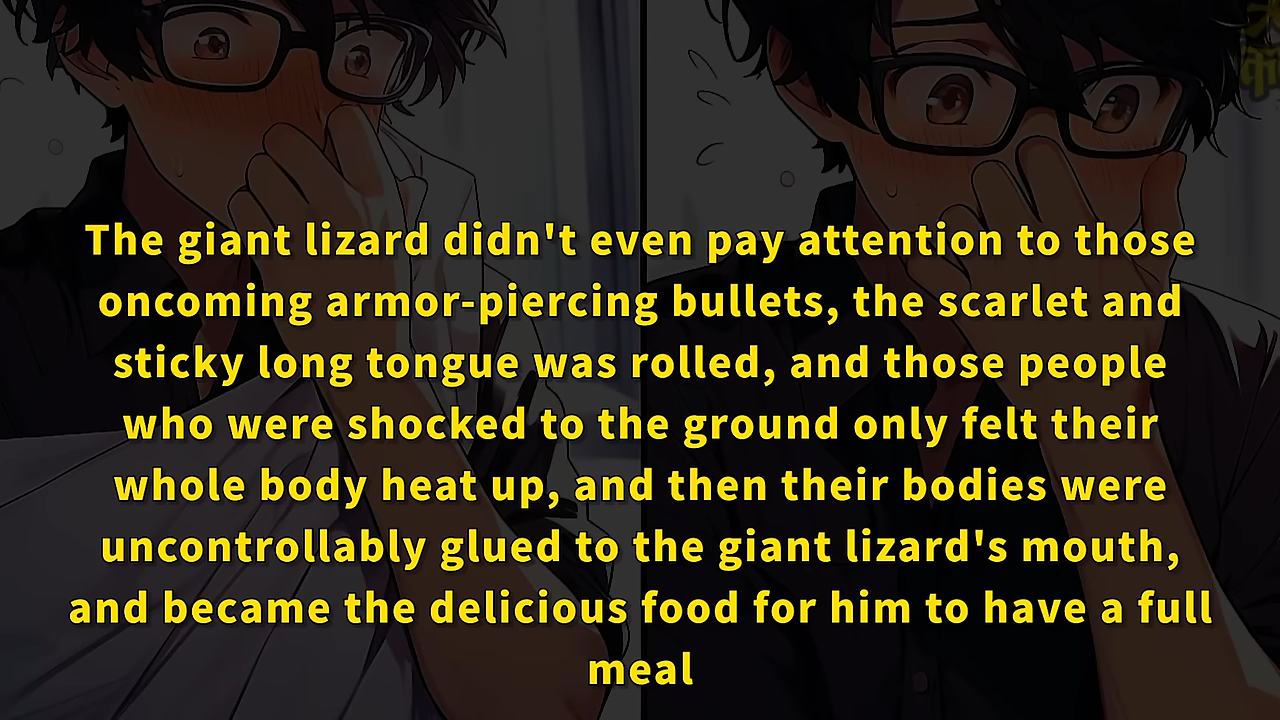 The giant lizard didn't even pay attention to those
oncoming armor-piercing bullets, the scarlet and
sticky long tongue was rolled, and those people
who were shocked to the ground only felt their
whole body heat up, and then their bodies were
uncontrollably glued to the giant lizard's mouth,
and became the delicious food for him to have a full
meal